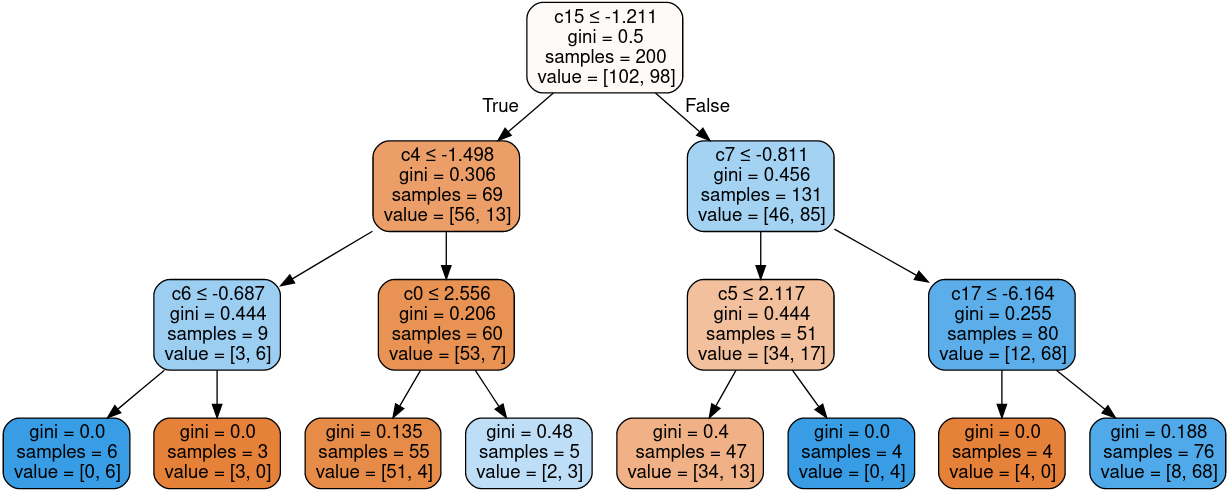 c15 ≤ -1.211
gini = 0.5
samples = 200
value = [102, 98]
True
False
c4 ≤ -1.498
gini = 0.306
samples = 69
value = [56, 13]
c7 ≤ -0.811
gini = 0.456
samples = 131
value = [46, 85]
c6 ≤ -0.687
gini = 0.444
samples = 9
value = [3, 6]
c0 ≤ 2.556
gini = 0.206
samples = 60
value = [53, 7]
c5 ≤ 2.117
gini = 0.444
samples = 51
value = [34, 17]
c17 ≤ -6.164
gini = 0.255
samples = 80
value = [12, 68]
gini = 0.0
samples = 6
value = [0, 6]
gini = 0.0
samples = 3
value = [3, 0]
gini = 0.135
samples = 55
value = [51, 4]
gini = 0.48
samples = 5
value = [2, 3]
gini = 0.4
samples = 47
value = [34, 13]
gini = 0.0
samples = 4
value = [0, 4]
gini = 0.0
samples = 4
value = [4, 0]
gini = 0.188
samples = 76
value = [8, 68]